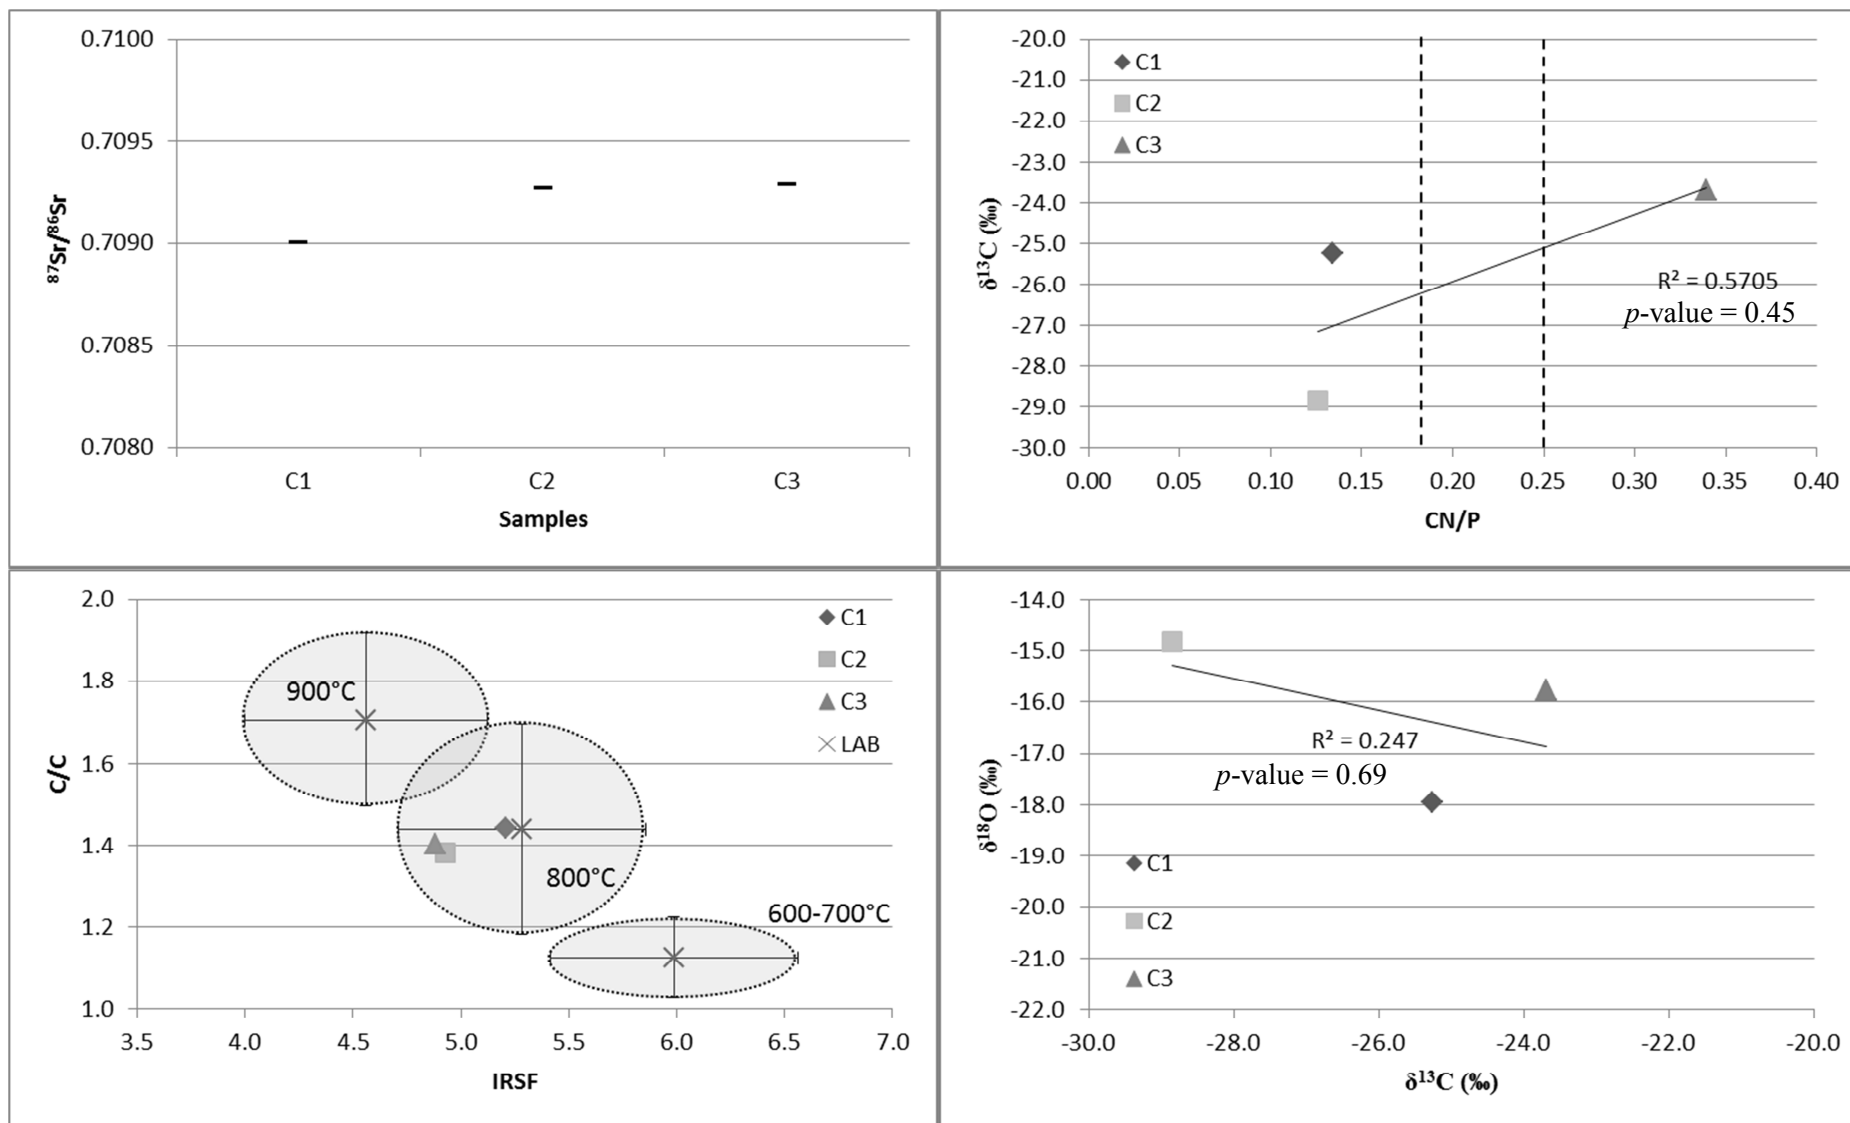 0.7100
0.7095
0.7090
0.7085
0.7080
⁸⁷Sr/⁸⁶Sr
C1 C2 C3
Samples
-20.0
-21.0
-22.0
-23.0
-24.0
-25.0
-26.0
-27.0
-28.0
-29.0
-30.0
δ¹³C (‰)
C1
C2
C3
R² = 0.5705
p-value = 0.45
0.00 0.05 0.10 0.15 0.20 0.25 0.30 0.35 0.40
CN/P
2.0
1.8
1.6
1.4
1.2
1.0
C/C
C1
C2
C3
LAB
900°C
800°C
600-700°C
3.5 4.0 4.5 5.0 5.5 6.0 6.5 7.0
IRSF
-14.0
-15.0
-16.0
-17.0
-18.0
-19.0
-20.0
-21.0
-22.0
δ¹⁸O (‰)
R² = 0.247
p-value = 0.69
C1
C2
C3
-30.0 -28.0 -26.0 -24.0 -22.0 -20.0
δ¹³C (‰)